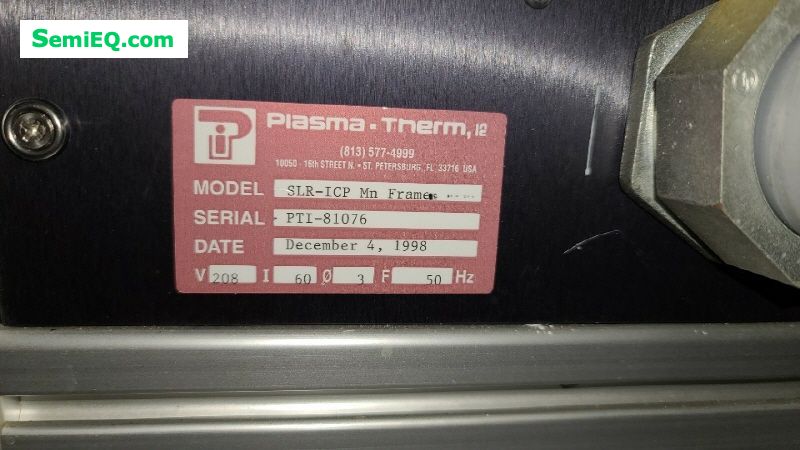 SemiEQ.com
Plasma-Therm, I2
(813) 577-4999
10050 - 16th STREET N. • ST. PETERSBURG, FL 33716 USA
MODEL SLR-ICP Mn Frame
SERIAL PTI-81076
DATE December 4, 1998
V 208 I 60 Ø 3 F 50 Hz